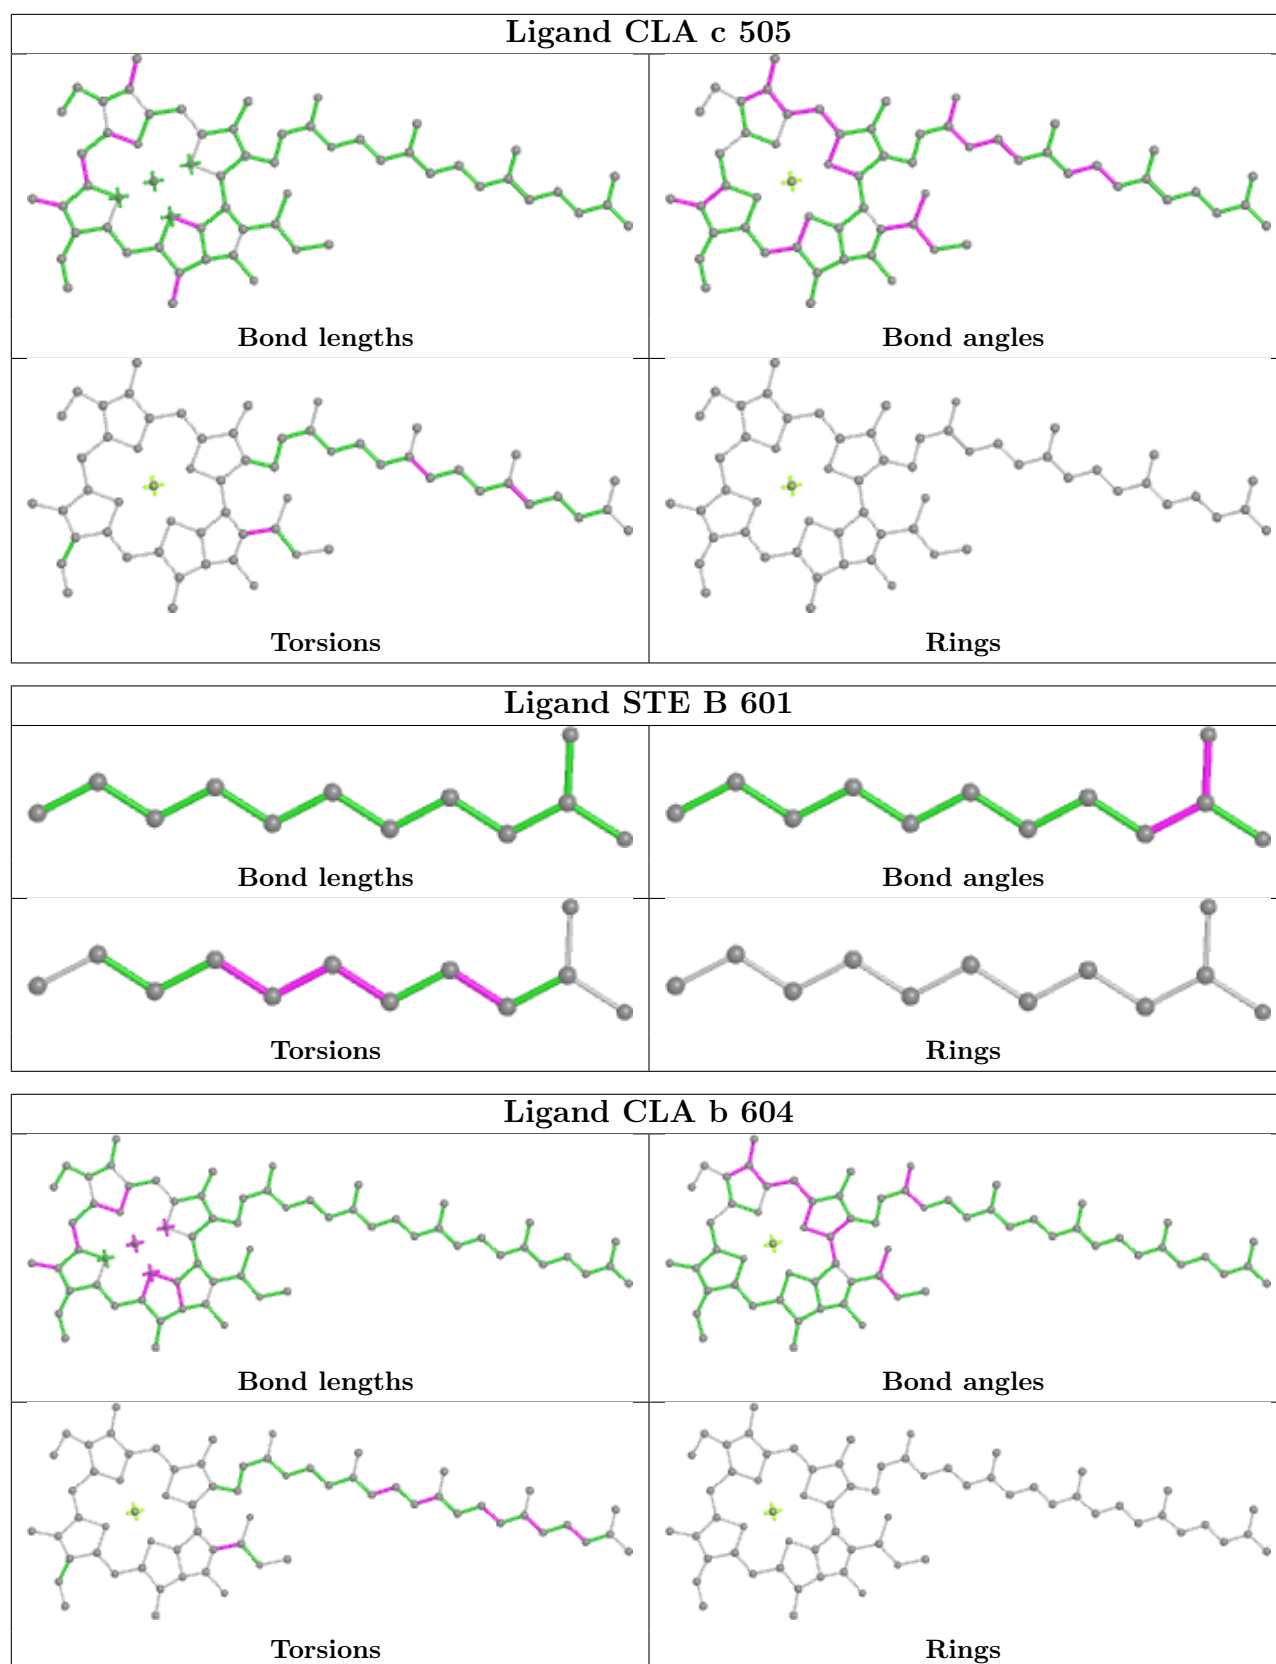 Ligand CLA c 505
Bond lengths
Bond angles
Torsions
Rings
Ligand STE B 601
Bond lengths
Bond angles
Torsions
Rings
Ligand CLA b 604
Bond lengths
Bond angles
Torsions
Rings